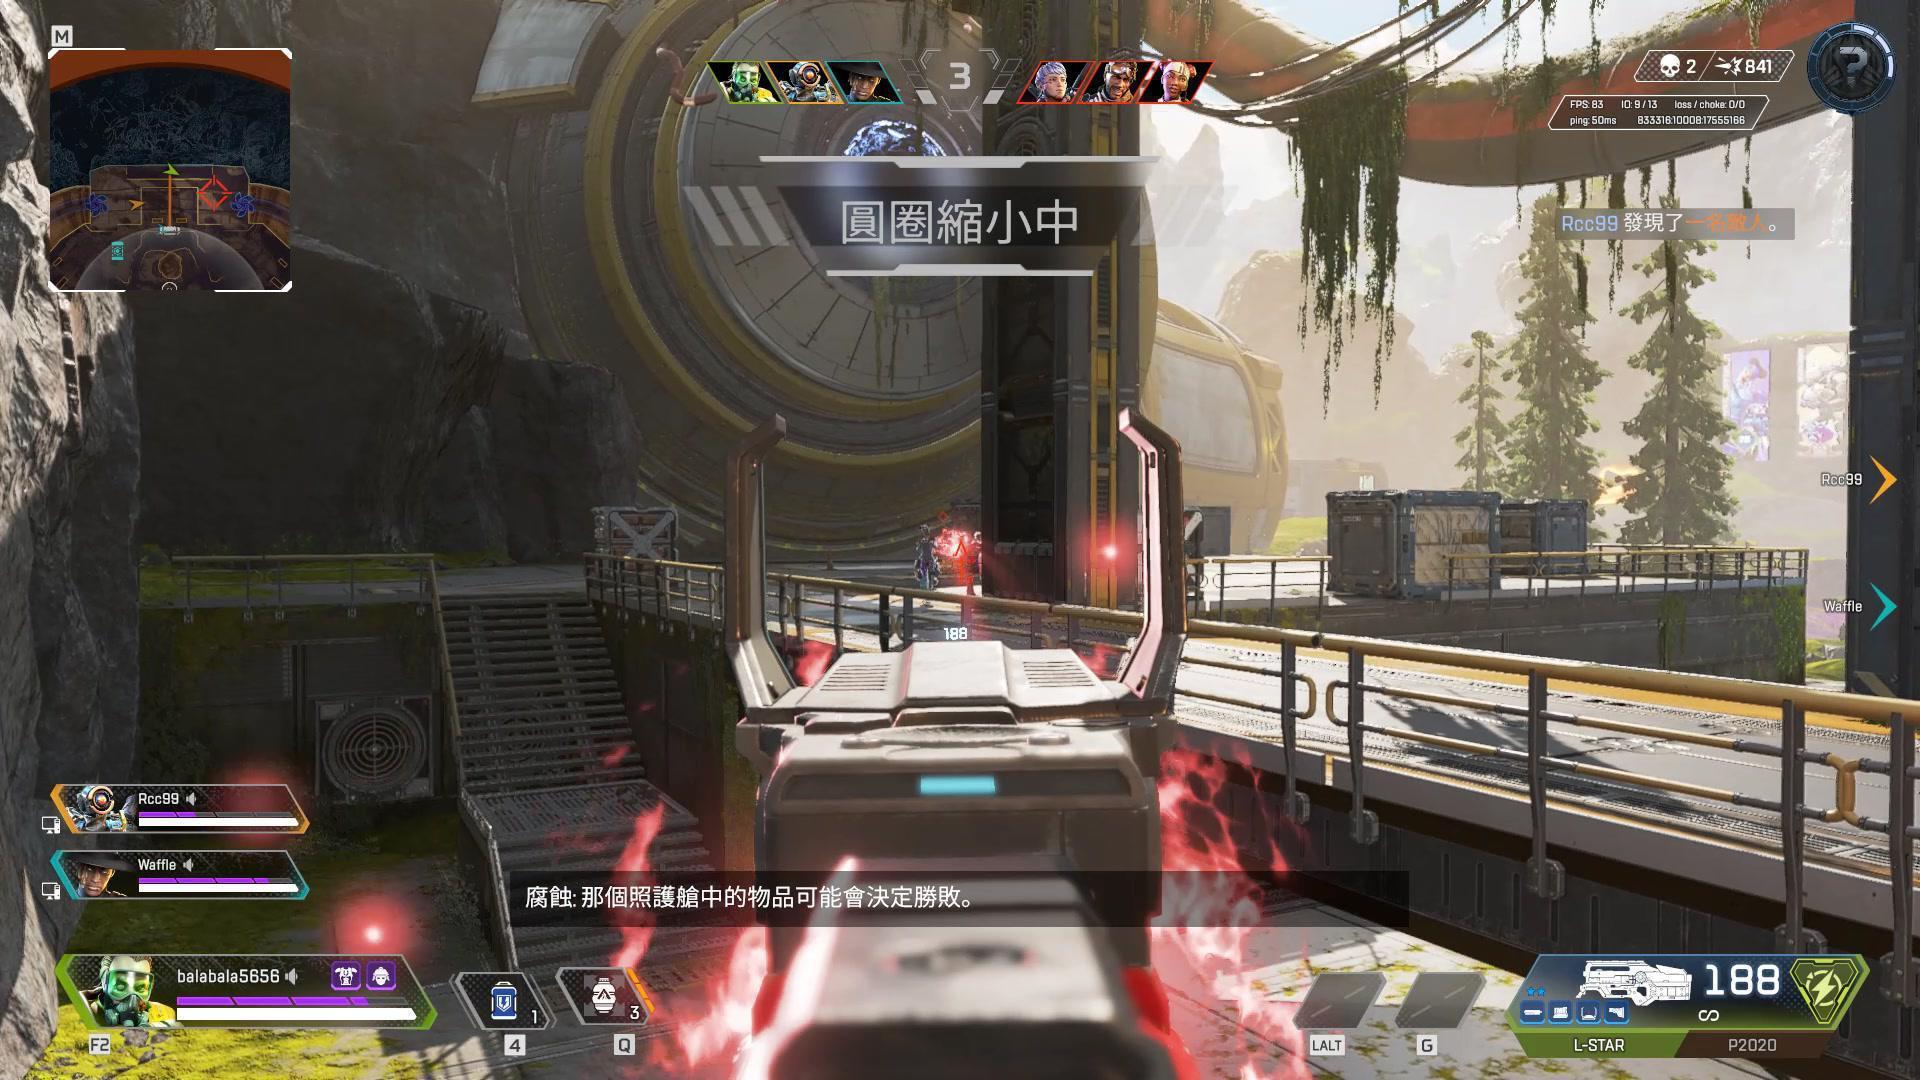 M
3
2
841
FPS: 83 IO: 9 / 13 loss / choke: 0/0
ping: 50ms 833316:10008:17555166
圓圈縮小中
Rcc99 發現了一名敵人。
Rcc99
Waffle
188
Rcc99
Waffle
腐蝕: 那個照護艙中的物品可能會決定勝敗。
balabala5656
F2
1
4
3
Q
LALT
G
188
∞
L-STAR
P2020